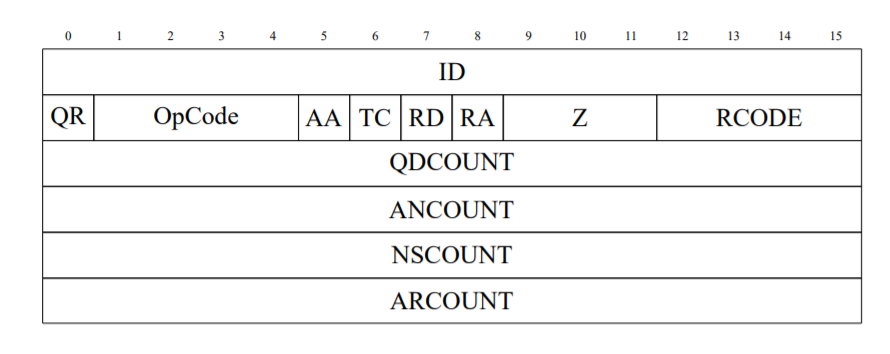 0 1 2 3 4 5 6 7 8 9 10 11 12 13 14 15
ID
QR OpCode AA TC RD RA Z RCODE
QDCOUNT
ANCOUNT
NSCOUNT
ARCOUNT